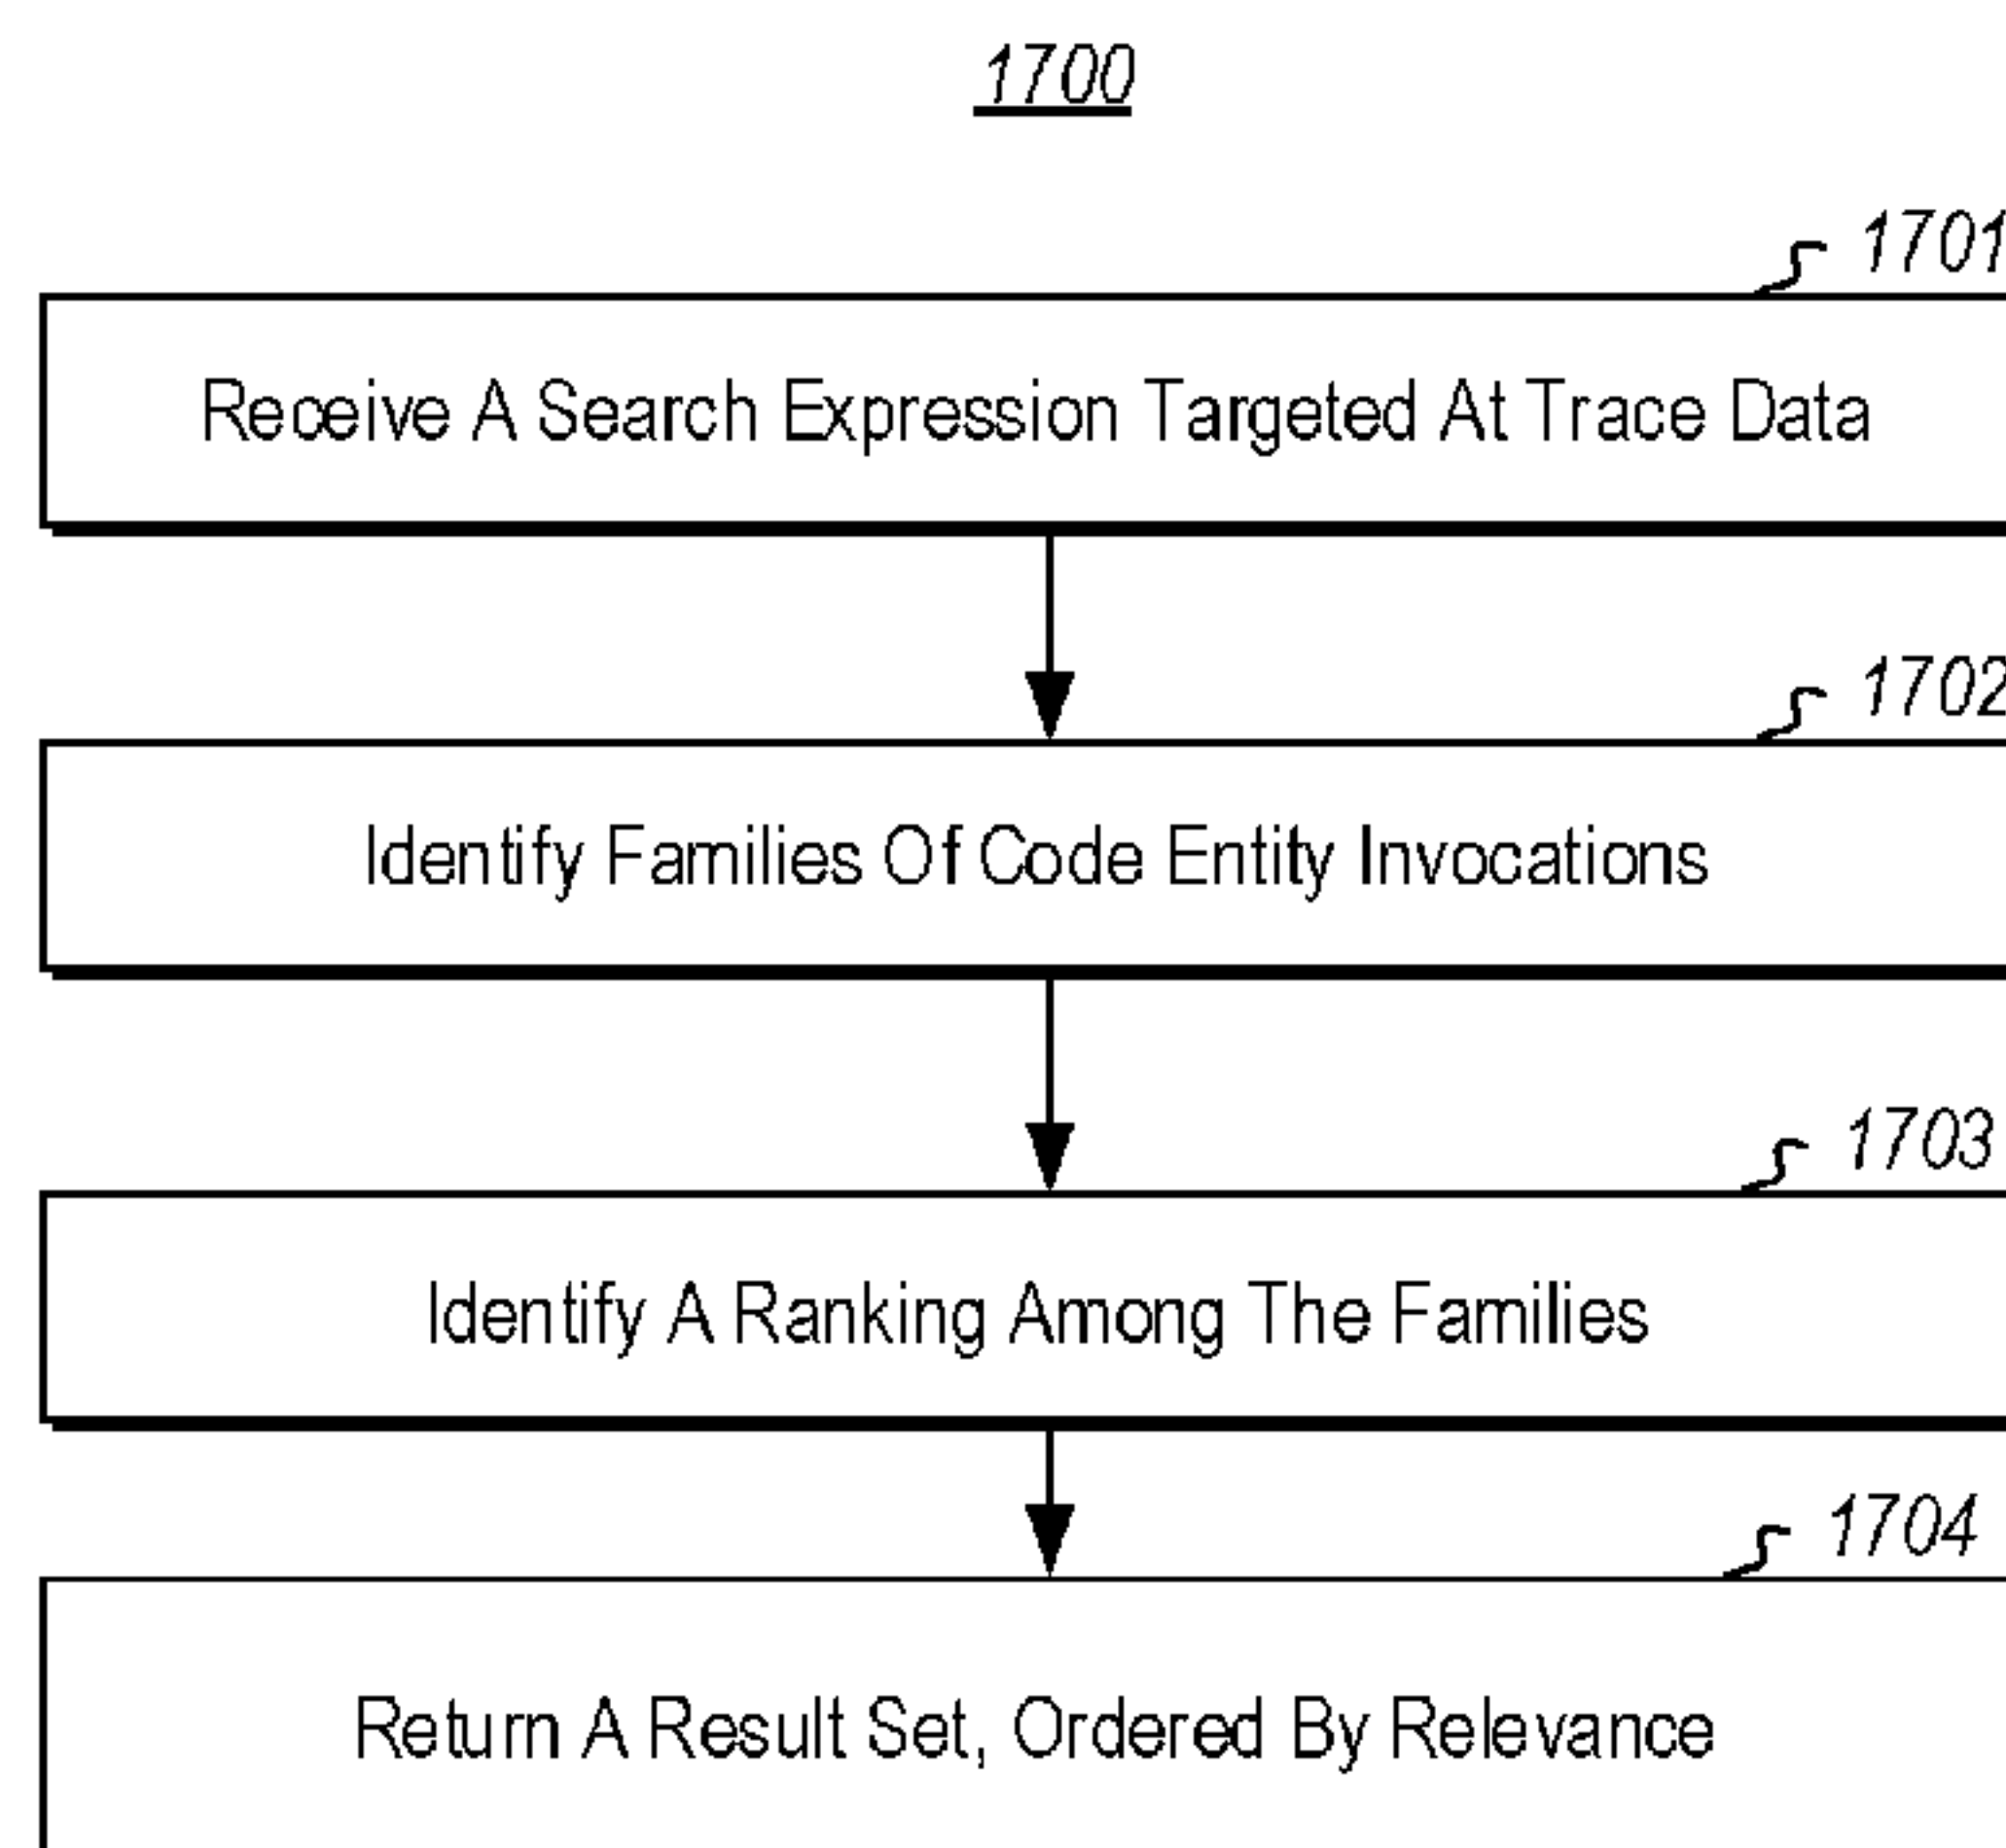 1700
1701
Receive A Search Expression Targeted At Trace Data
1702
Identify Families Of Code Entity Invocations
1703
Identify A Ranking Among The Families
1704
Return A Result Set, Ordered By Relevance